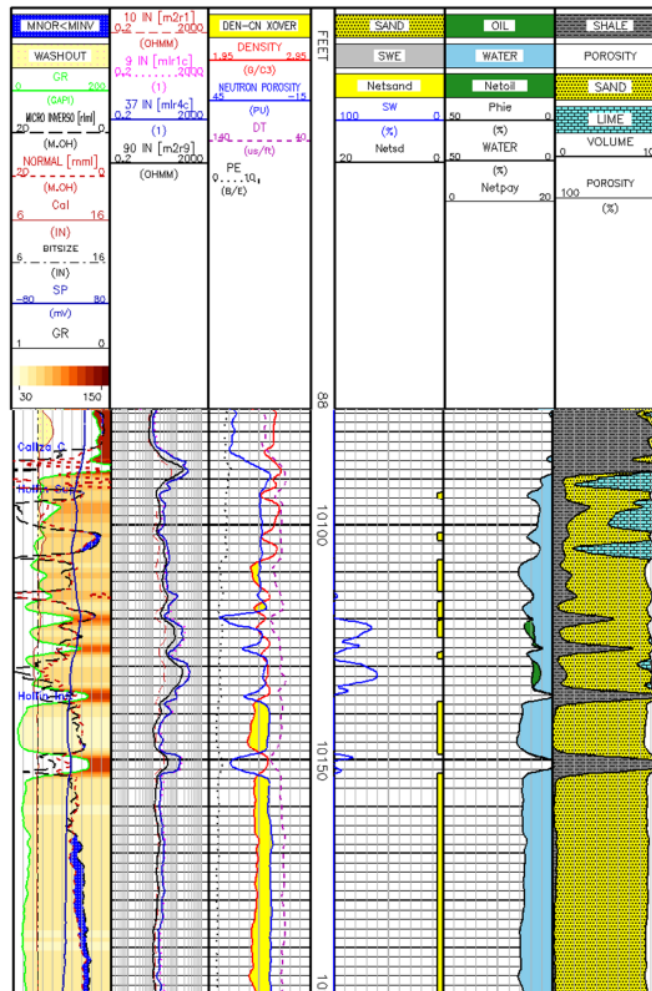 MNOR<MINV
WASHOUT
GR
0 200
(GAPI)
MICRO INVERSO [rlml]
20 0
(M.OH)
NORMAL [rnml]
20 0
(M.OH)
Cal
6 16
(IN)
BITSIZE
6 16
(IN)
SP
-80 80
(mV)
GR
1 0
30 150
10 IN [m2r1]
0.2 2000
(OHMM)
9 IN [mlr1c]
0.2 2000
(1)
37 IN [mlr4c]
0.2 2000
(1)
90 IN [m2r9]
0.2 2000
(OHMM)
DEN-CN XOVER
DENSITY
1.95 2.95
(G/C3)
NEUTRON POROSITY
45 -15
(PU)
DT
140 40
(us/ft)
PE
0 10
(B/E)
FEET
SAND
SWE
Netsand
SW
100 0
(%)
Netsd
20 0
OIL
WATER
Netoil
Phie
50 0
(%)
WATER
50 0
(%)
Netpay
0 20
SHALE
POROSITY
SAND
LIME
VOLUME
0 10
POROSITY
100
(%)
Caliza C
Hollin
Hollin
88
10100
10150
10